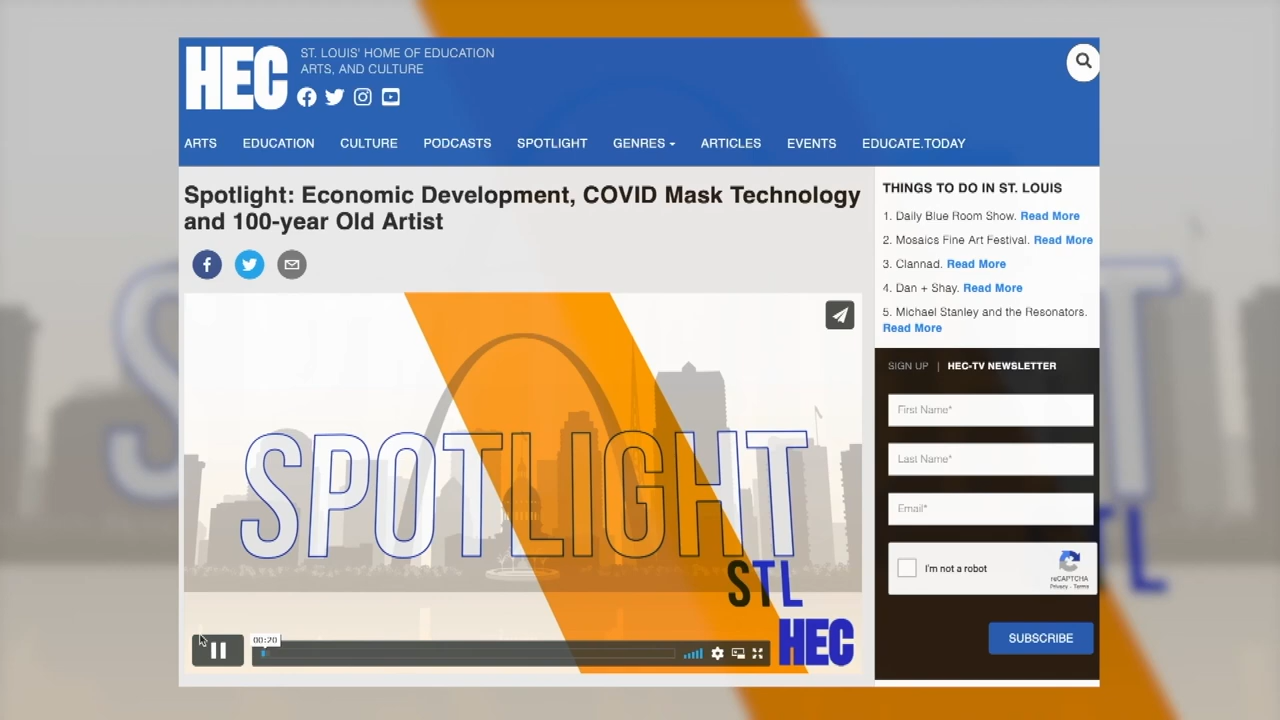 HEC
ST. LOUIS' HOME OF EDUCATION
ARTS, AND CULTURE
ARTS
EDUCATION
CULTURE
PODCASTS
SPOTLIGHT
GENRES
ARTICLES
EVENTS
EDUCATE.TODAY
Spotlight: Economic Development, COVID Mask Technology
and 100-year Old Artist
SPOTLIGHT
STL
HEC
00:20
THINGS TO DO IN ST. LOUIS
1. Daily Blue Room Show. Read More
2. Mosaics Fine Art Festival. Read More
3. Clannad. Read More
4. Dan + Shay. Read More
5. Michael Stanley and the Resonators.
Read More
SIGN UP | HEC-TV NEWSLETTER
First Name*
Last Name*
Email*
I'm not a robot
reCAPTCHA
Privacy - Terms
SUBSCRIBE